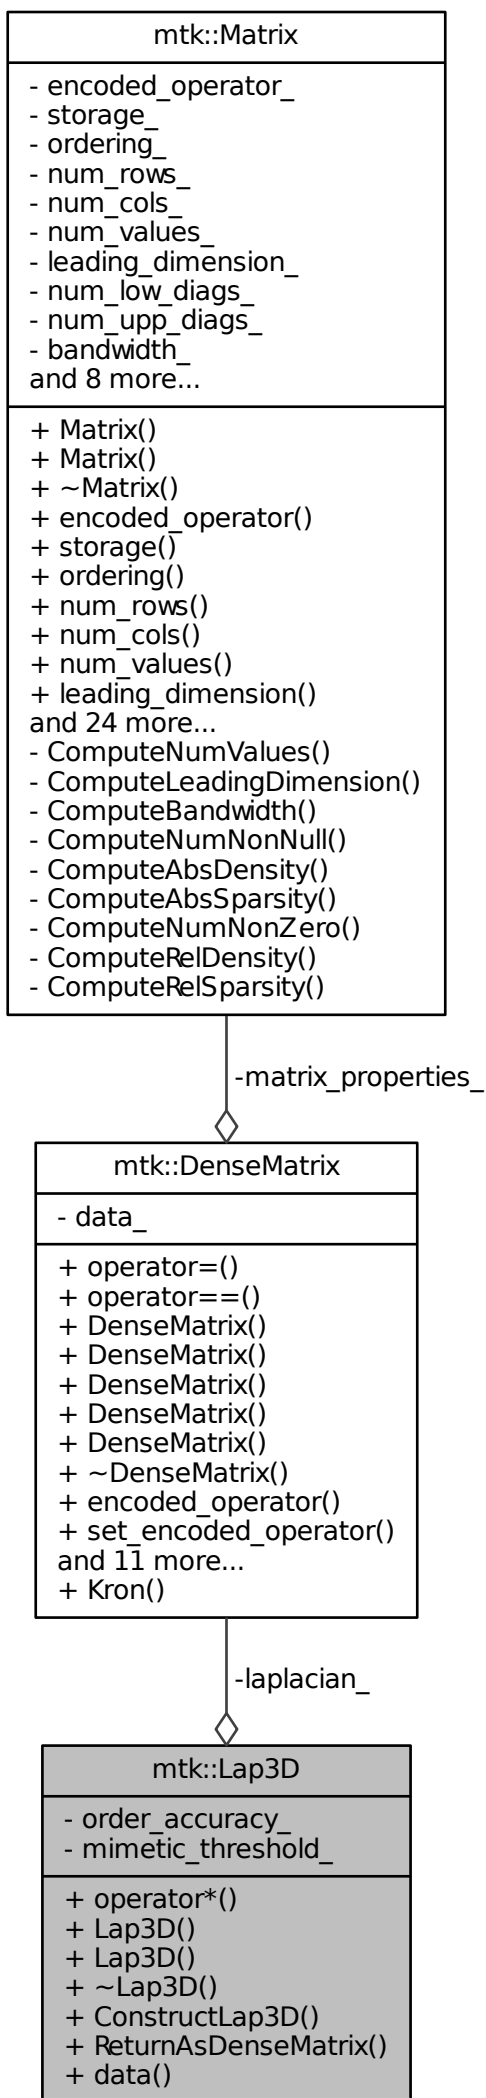 mtk::Matrix
- encoded_operator_
- storage_
- ordering_
- num_rows_
- num_cols_
- num_values_
- leading_dimension_
- num_low_diags_
- num_upp_diags_
- bandwidth_
and 8 more...
+ Matrix()
+ Matrix()
+ ~Matrix()
+ encoded_operator()
+ storage()
+ ordering()
+ num_rows()
+ num_cols()
+ num_values()
+ leading_dimension()
and 24 more...
- ComputeNumValues()
- ComputeLeadingDimension()
- ComputeBandwidth()
- ComputeNumNonNull()
- ComputeAbsDensity()
- ComputeAbsSparsity()
- ComputeNumNonZero()
- ComputeRelDensity()
- ComputeRelSparsity()
-matrix_properties_
mtk::DenseMatrix
- data_
+ operator=()
+ operator==()
+ DenseMatrix()
+ DenseMatrix()
+ DenseMatrix()
+ DenseMatrix()
+ DenseMatrix()
+ ~DenseMatrix()
+ encoded_operator()
+ set_encoded_operator()
and 11 more...
+ Kron()
-laplacian_
mtk::Lap3D
- order_accuracy_
- mimetic_threshold_
+ operator*()
+ Lap3D()
+ Lap3D()
+ ~Lap3D()
+ ConstructLap3D()
+ ReturnAsDenseMatrix()
+ data()